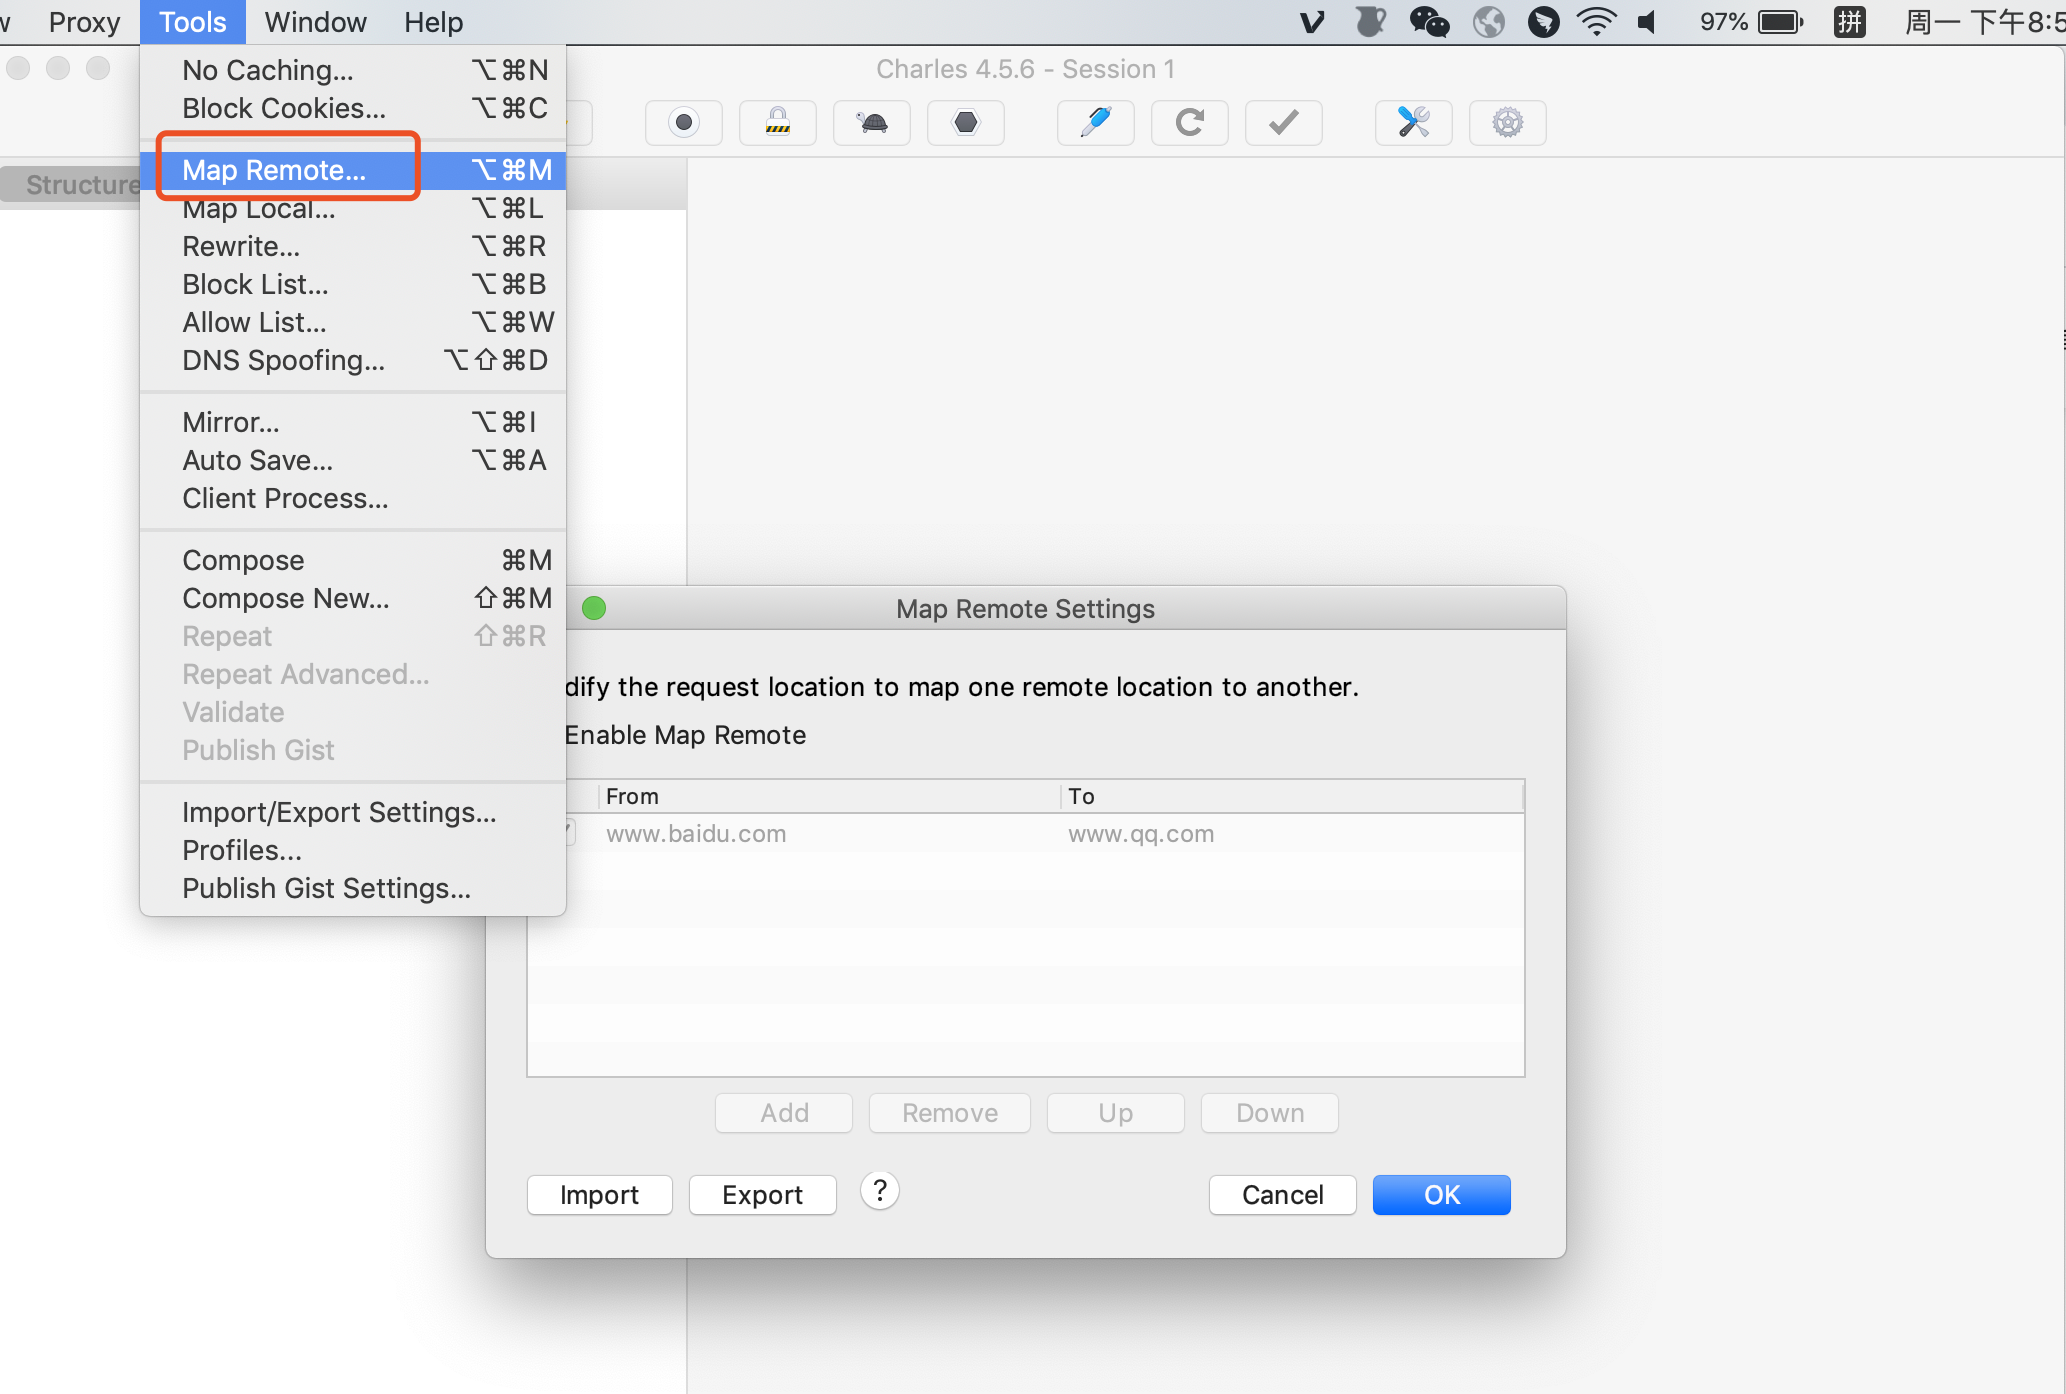 Proxy Tools Window Help 97% 拼 周一 下午8:5
Charles 4.5.6 - Session 1
Structure
No Caching... ⌥⌘N
Block Cookies... ⌥⌘C
Map Remote... ⌥⌘M
Map Local... ⌥⌘L
Rewrite... ⌥⌘R
Block List... ⌥⌘B
Allow List... ⌥⌘W
DNS Spoofing... ⌥⇧⌘D
Mirror... ⌥⌘I
Auto Save... ⌥⌘A
Client Process...
Compose ⌘M
Compose New... ⇧⌘M
Repeat ⇧⌘R
Repeat Advanced...
Validate
Publish Gist
Import/Export Settings...
Profiles...
Publish Gist Settings...
Map Remote Settings
dify the request location to map one remote location to another.
Enable Map Remote
From To
www.baidu.com www.qq.com
Add Remove Up Down
Import Export ? Cancel OK